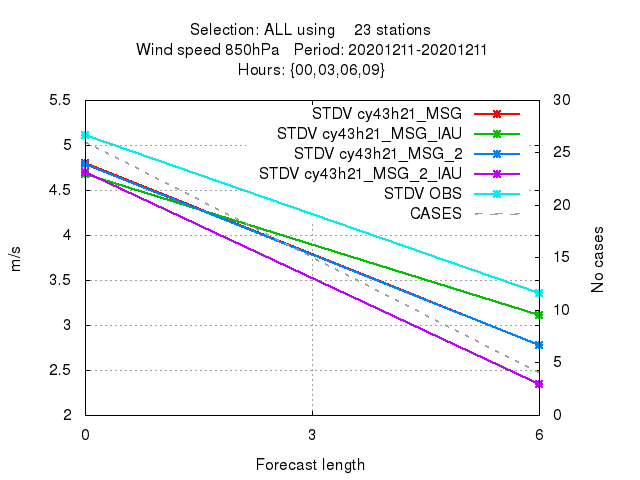 Selection: ALL using    23 stations
Wind speed 850hPa   Period: 20201211-20201211
Hours: {00,03,06,09}
STDV cy43h21_MSG
STDV cy43h21_MSG_IAU
STDV cy43h21_MSG_2
STDV cy43h21_MSG_2_IAU
STDV OBS
CASES
5.5
5
4.5
4
3.5
3
2.5
2
m/s
30
25
20
15
10
5
0
No cases
0 3 6
Forecast length